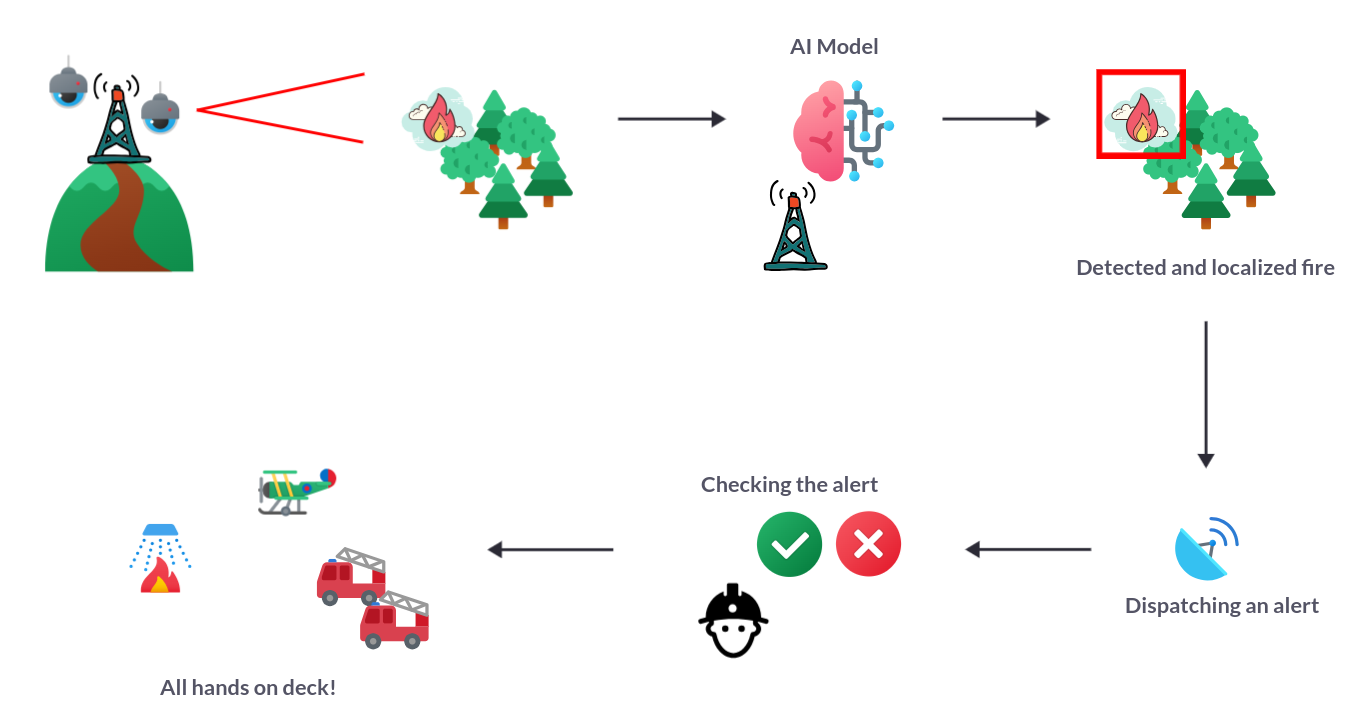 AI Model
Detected and localized fire
Checking the alert
Dispatching an alert
All hands on deck!